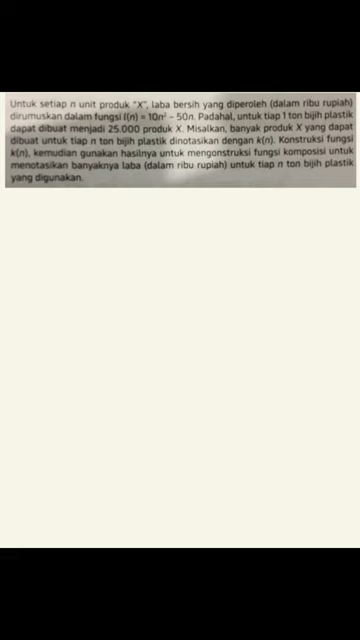 Untuk setiap n unit produk "X", laba bersih yang diperoleh (dalam ribu rupiah)
dirumuskan dalam fungsi l(n) = 10n² – 50n. Padahal, untuk tiap 1 ton bijih plastik
dapat dibuat menjadi 25.000 produk X. Misalkan, banyak produk X yang dapat
dibuat untuk tiap n ton bijih plastik dinotasikan dengan k(n). Konstruksi fungsi
k(n), kemudian gunakan hasilnya untuk mengonstruksi fungsi komposisi untuk
menotasikan banyaknya laba (dalam ribu rupiah) untuk tiap n ton bijih plastik
yang digunakan.